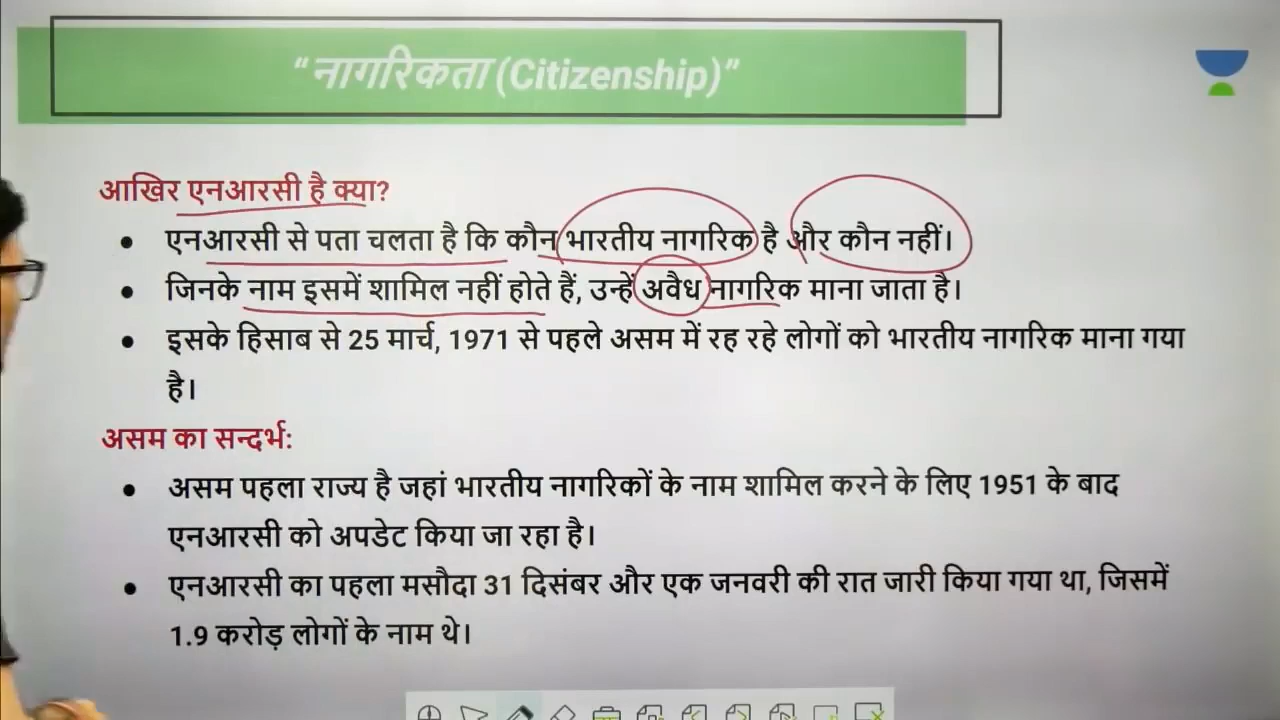 “नागरिकता (Citizenship)”
आखिर एनआरसी है क्या?
• एनआरसी से पता चलता है कि कौन भारतीय नागरिक है और कौन नहीं।
• जिनके नाम इसमें शामिल नहीं होते हैं, उन्हें अवैध नागरिक माना जाता है।
• इसके हिसाब से 25 मार्च, 1971 से पहले असम में रह रहे लोगों को भारतीय नागरिक माना गया
है।
असम का सन्दर्भ:
• असम पहला राज्य है जहां भारतीय नागरिकों के नाम शामिल करने के लिए 1951 के बाद
एनआरसी को अपडेट किया जा रहा है।
• एनआरसी का पहला मसौदा 31 दिसंबर और एक जनवरी की रात जारी किया गया था, जिसमें
1.9 करोड़ लोगों के नाम थे।